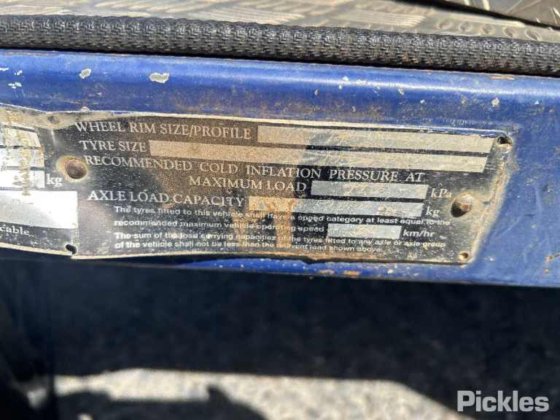 WHEEL RIM SIZE/PROFILE
TYRE SIZE
RECOMMENDED COLD INFLATION PRESSURE AT
MAXIMUM LOAD kPa
kg
AXLE LOAD CAPACITY kg
The tyres fitted to this vehicle shall have a speed category at least equal to the
recommended maximum vehicle operating speed km/hr
The sum of the load carrying capacities of the tyres fitted to any axle or axle group
of the vehicle shall not be less than the relevant load shown above.
cable
Pickles